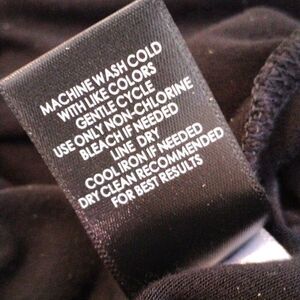 MACHINE WASH COLD
WITH LIKE COLORS
GENTLE CYCLE
USE ONLY NON-CHLORINE
BLEACH IF NEEDED
LINE DRY
COOL IRON IF NEEDED
DRY CLEAN RECOMMENDED
FOR BEST RESULTS